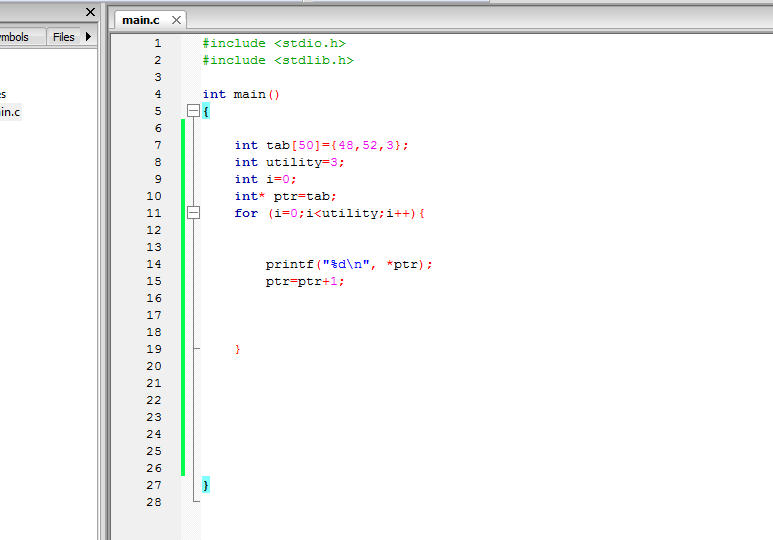 main.c
mbols Files
es
in.c
1 #include <stdio.h>
2 #include <stdlib.h>
3
4 int main()
5 {
6
7 int tab[50]={48,52,3};
8 int utility=3;
9 int i=0;
10 int* ptr=tab;
11 for (i=0;i<utility;i++){
12
13
14 printf("%d\n", *ptr);
15 ptr=ptr+1;
16
17
18
19 }
20
21
22
23
24
25
26
27 }
28